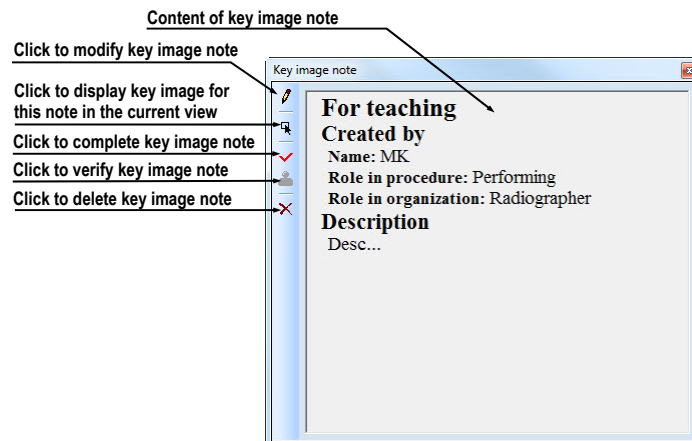 Content of key image note
Click to modify key image note
Key image note
Click to display key image for
this note in the current view
Click to complete key image note
Click to verify key image note
Click to delete key image note
For teaching
Created by
Name: MK
Role in procedure: Performing
Role in organization: Radiographer
Description
Desc...